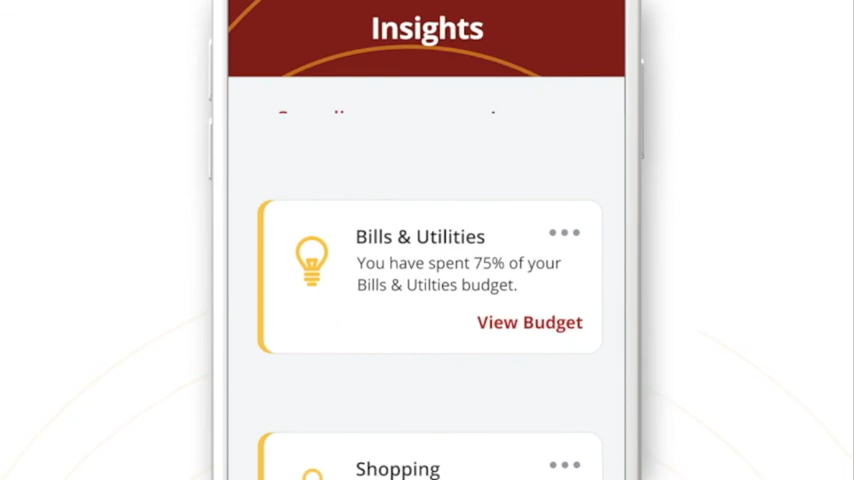 Insights
Bills & Utilities
You have spent 75% of your
Bills & Utilties budget.
View Budget
Shopping